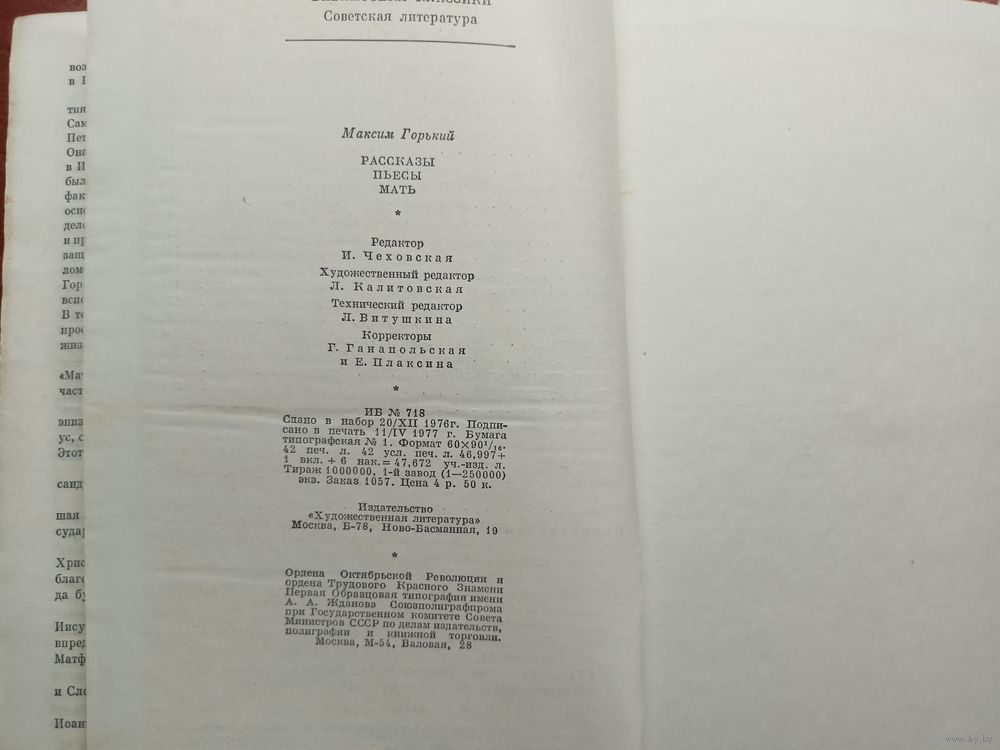 Советская литература
Максим Горький
РАССКАЗЫ
ПЬЕСЫ
МАТЬ
*
Редактор
И. Чеховская
Художественный редактор
Л. Калитовская
Технический редактор
Л. Витушкина
Корректоры
Г. Ганапольская
и Е. Плаксина
*
ИБ № 718
Сдано в набор 20/XII 1976г. Подпи-
сано в печать 11/IV 1977 г. Бумага
типографская № 1. Формат 60×90¹/₁₆.
42 печ. л. 42 усл. печ. л. 46,997+
1 вкл. + 6 нак.= 47,672 уч.-изд. л.
Тираж 1000000, 1-й завод (1—250000)
экз. Заказ 1057. Цена 4 р. 50 к.
Издательство
«Художественная литература»
Москва, Б-78, Ново-Басманная, 19
*
Ордена Октябрьской Революции и
ордена Трудового Красного Знамени
Первая Образцовая типография имени
А. А. Жданова Союзполиграфпрома
при Государственном комитете Совета
Министров СССР по делам издательств,
полиграфии и книжной торговли.
Москва, М-54, Валовая, 28
www.ay.by